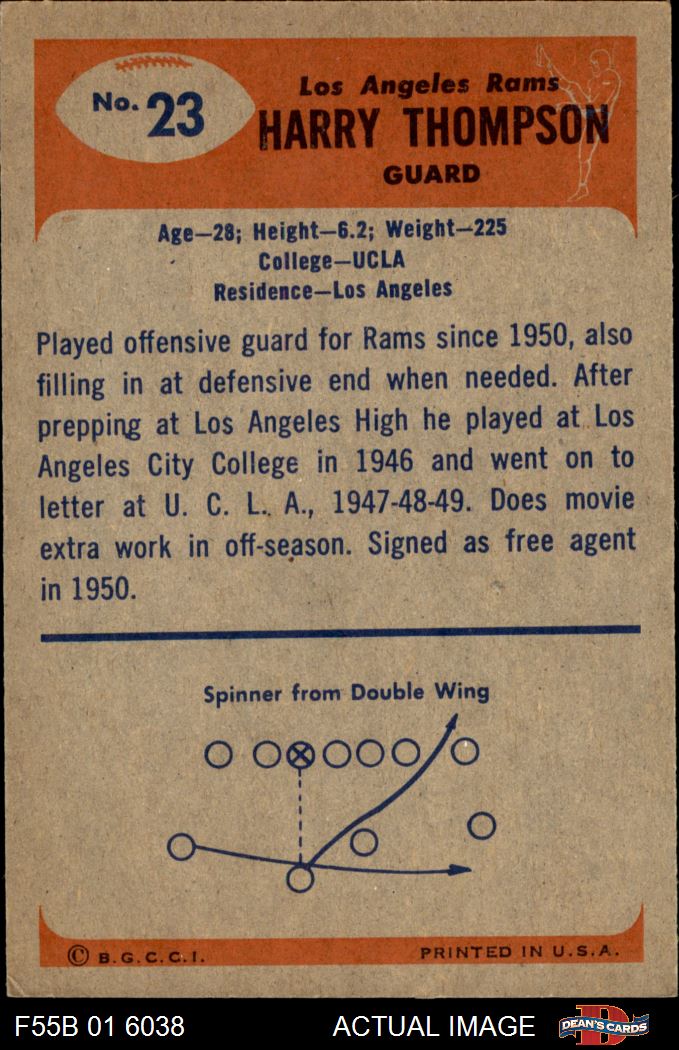 No. 23
Los Angeles Rams
HARRY THOMPSON
GUARD
Age—28; Height—6.2; Weight—225
College—UCLA
Residence—Los Angeles
Played offensive guard for Rams since 1950, also
filling in at defensive end when needed. After
prepping at Los Angeles High he played at Los
Angeles City College in 1946 and went on to
letter at U. C. L. A., 1947-48-49. Does movie
extra work in off-season. Signed as free agent
in 1950.
Spinner from Double Wing
© B.G.C.C.I.
PRINTED IN U.S.A.
F55B 01 6038
ACTUAL IMAGE
D
DEAN'S CARDS